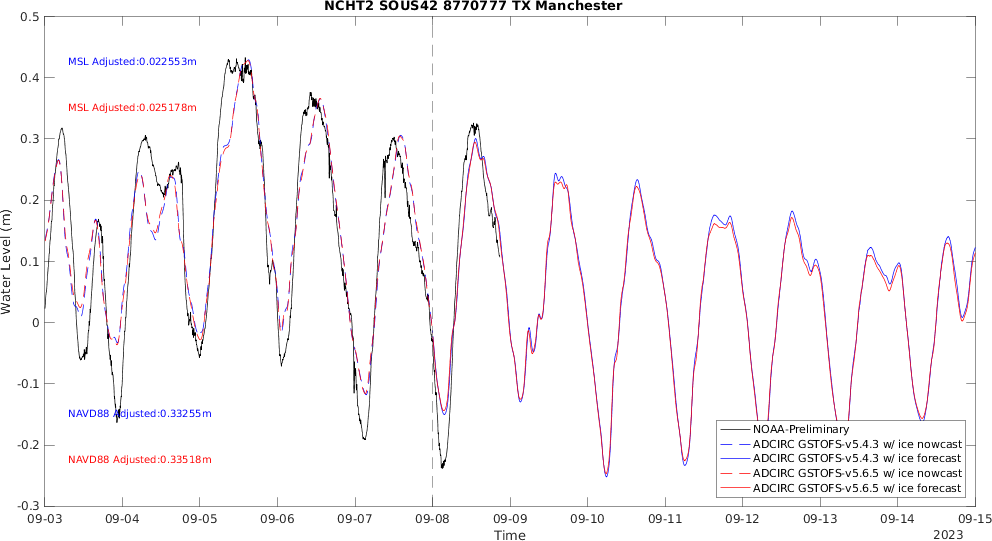 NCHT2 SOUS42 8770777 TX Manchester
0.5
0.4
0.3
0.2
0.1
0
-0.1
-0.2
-0.3
Water Level (m)
MSL Adjusted:0.022553m
MSL Adjusted:0.025178m
NAVD88 Adjusted:0.33255m
NAVD88 Adjusted:0.33518m
NOAA-Preliminary
ADCIRC GSTOFS-v5.4.3 w/ ice nowcast
ADCIRC GSTOFS-v5.4.3 w/ ice forecast
ADCIRC GSTOFS-v5.6.5 w/ ice nowcast
ADCIRC GSTOFS-v5.6.5 w/ ice forecast
09-03 09-04 09-05 09-06 09-07 09-08 09-09 09-10 09-11 09-12 09-13 09-14 09-15
Time
2023